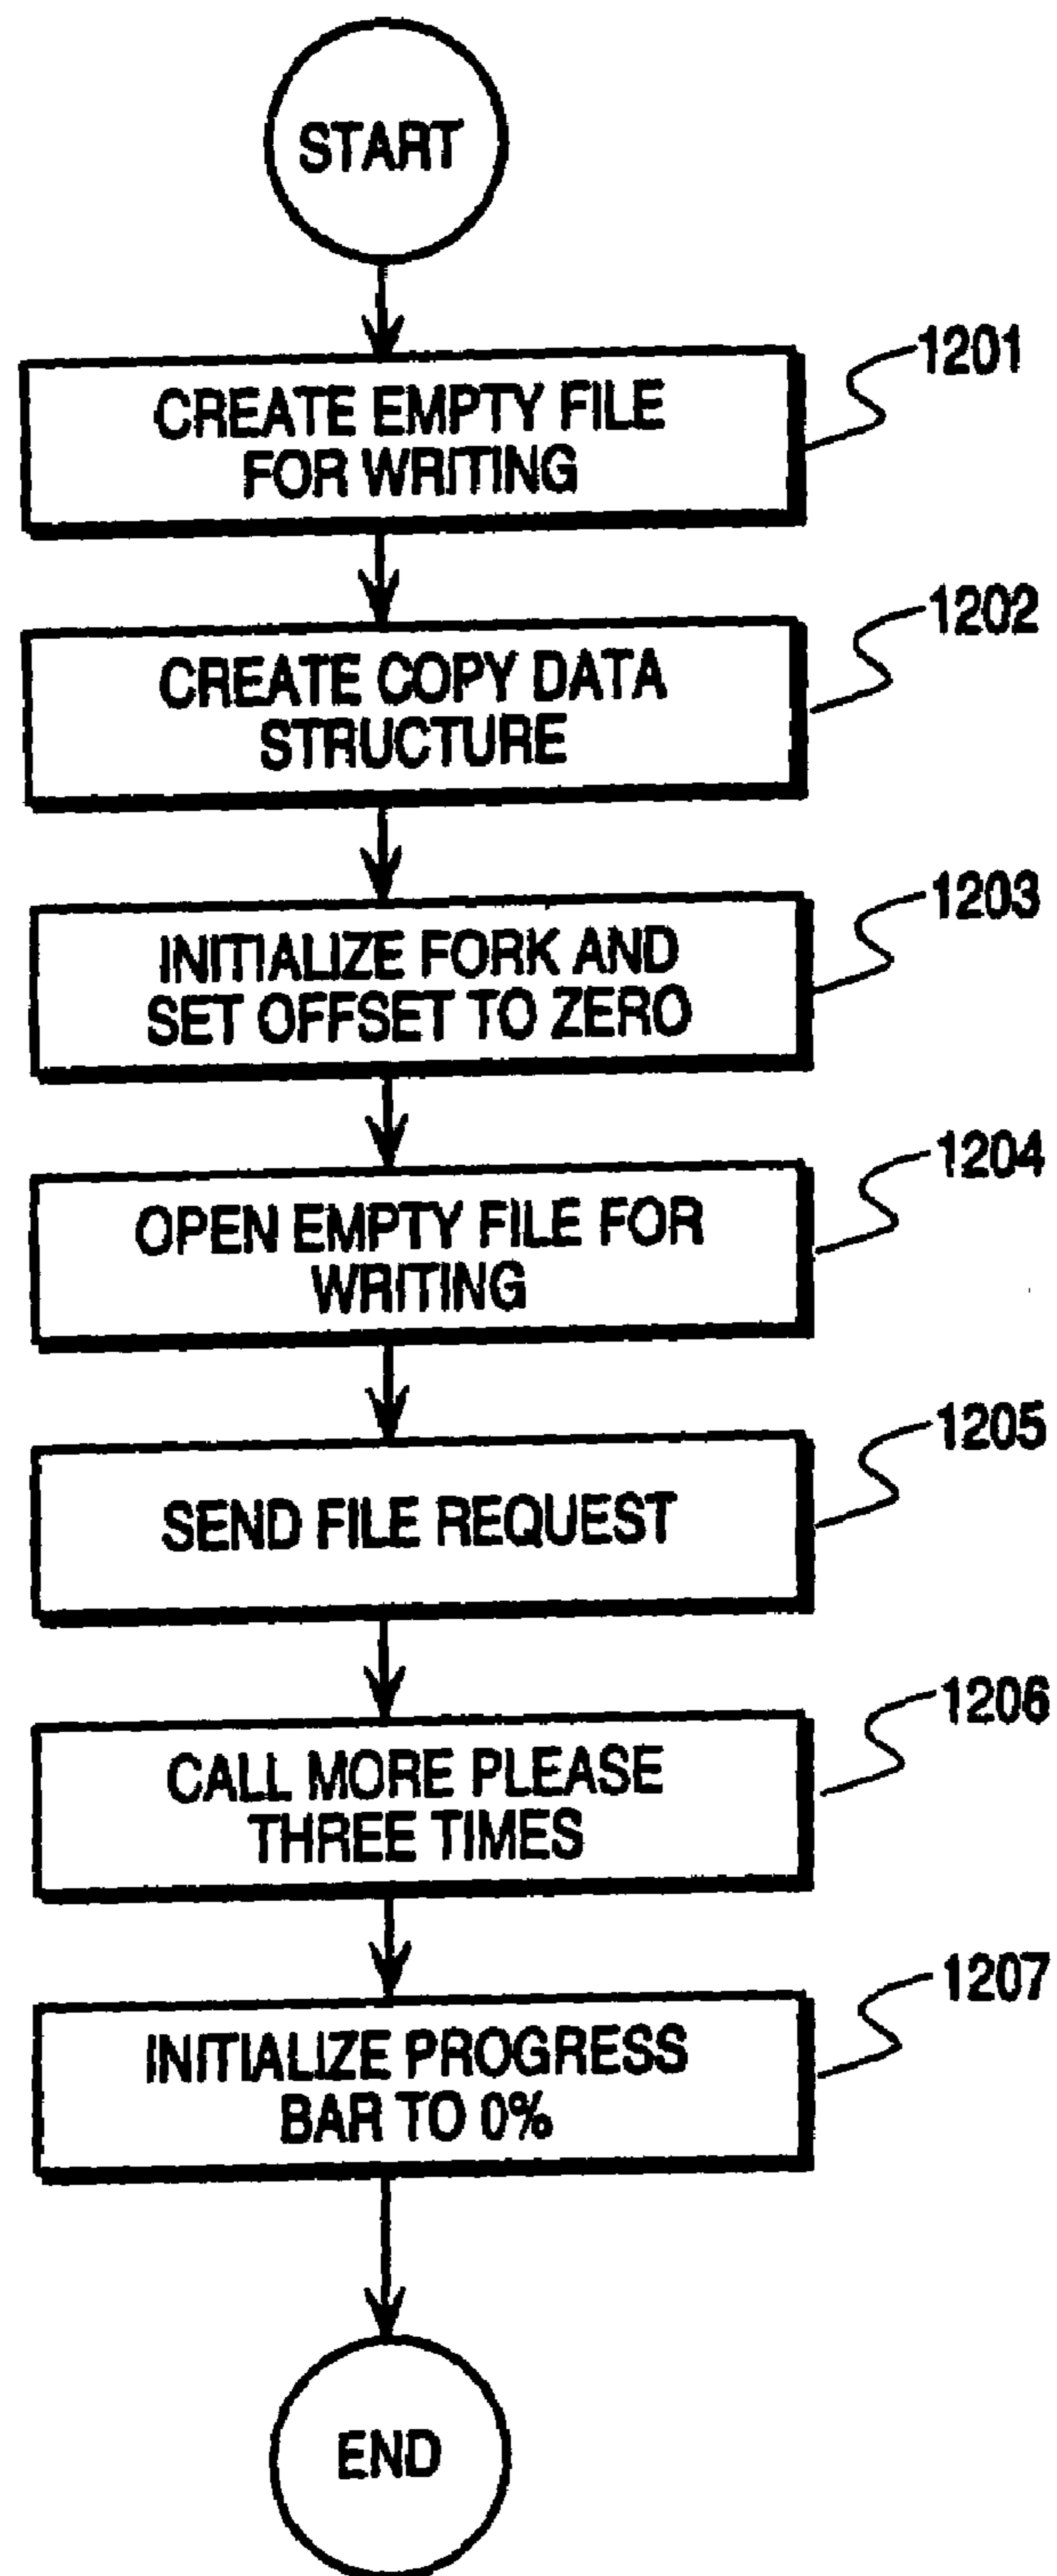 START
1201
CREATE EMPTY FILE
FOR WRITING
1202
CREATE COPY DATA
STRUCTURE
1203
INITIALIZE FORK AND
SET OFFSET TO ZERO
1204
OPEN EMPTY FILE FOR
WRITING
1205
SEND FILE REQUEST
1206
CALL MORE PLEASE
THREE TIMES
1207
INITIALIZE PROGRESS
BAR TO 0%
END